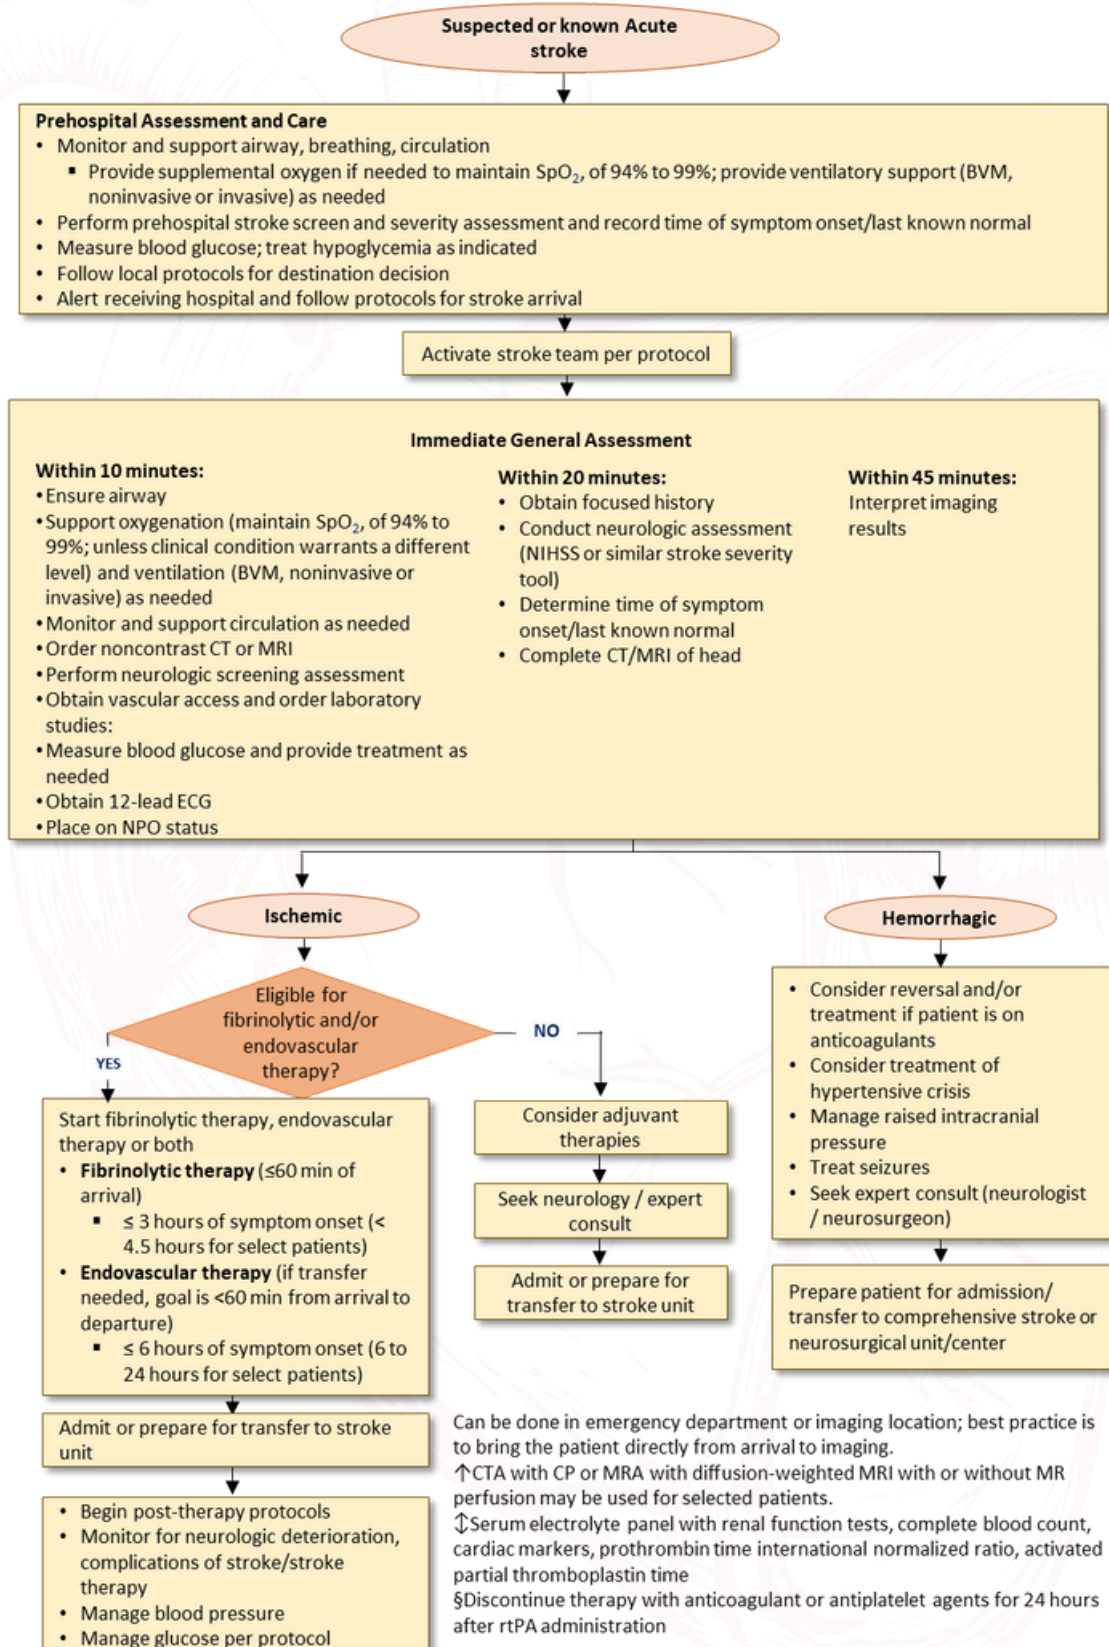 Suspected or known Acute
stroke
Prehospital Assessment and Care
• Monitor and support airway, breathing, circulation
▪ Provide supplemental oxygen if needed to maintain SpO₂, of 94% to 99%; provide ventilatory support (BVM,
noninvasive or invasive) as needed
• Perform prehospital stroke screen and severity assessment and record time of symptom onset/last known normal
• Measure blood glucose; treat hypoglycemia as indicated
• Follow local protocols for destination decision
• Alert receiving hospital and follow protocols for stroke arrival
Activate stroke team per protocol
Immediate General Assessment
Within 10 minutes:
• Ensure airway
• Support oxygenation (maintain SpO₂, of 94% to
99%; unless clinical condition warrants a different
level) and ventilation (BVM, noninvasive or
invasive) as needed
• Monitor and support circulation as needed
• Order noncontrast CT or MRI
• Perform neurologic screening assessment
• Obtain vascular access and order laboratory
studies:
• Measure blood glucose and provide treatment as
needed
• Obtain 12-lead ECG
• Place on NPO status
Within 20 minutes:
• Obtain focused history
• Conduct neurologic assessment
(NIHSS or similar stroke severity
tool)
• Determine time of symptom
onset/last known normal
• Complete CT/MRI of head
Within 45 minutes:
Interpret imaging
results
Ischemic
Hemorrhagic
Eligible for
fibrinolytic and/or
endovascular
therapy?
YES
NO
Start fibrinolytic therapy, endovascular
therapy or both
• Fibrinolytic therapy (≤60 min of
arrival)
▪ ≤ 3 hours of symptom onset (<
4.5 hours for select patients)
• Endovascular therapy (if transfer
needed, goal is <60 min from arrival to
departure)
▪ ≤ 6 hours of symptom onset (6 to
24 hours for select patients)
Admit or prepare for transfer to stroke
unit
• Begin post-therapy protocols
• Monitor for neurologic deterioration,
complications of stroke/stroke
therapy
• Manage blood pressure
• Manage glucose per protocol
Consider adjuvant
therapies
Seek neurology / expert
consult
Admit or prepare for
transfer to stroke unit
• Consider reversal and/or
treatment if patient is on
anticoagulants
• Consider treatment of
hypertensive crisis
• Manage raised intracranial
pressure
• Treat seizures
• Seek expert consult (neurologist
/ neurosurgeon)
Prepare patient for admission/
transfer to comprehensive stroke or
neurosurgical unit/center
Can be done in emergency department or imaging location; best practice is
to bring the patient directly from arrival to imaging.
↑CTA with CP or MRA with diffusion-weighted MRI with or without MR
perfusion may be used for selected patients.
↕Serum electrolyte panel with renal function tests, complete blood count,
cardiac markers, prothrombin time international normalized ratio, activated
partial thromboplastin time
§Discontinue therapy with anticoagulant or antiplatelet agents for 24 hours
after rtPA administration